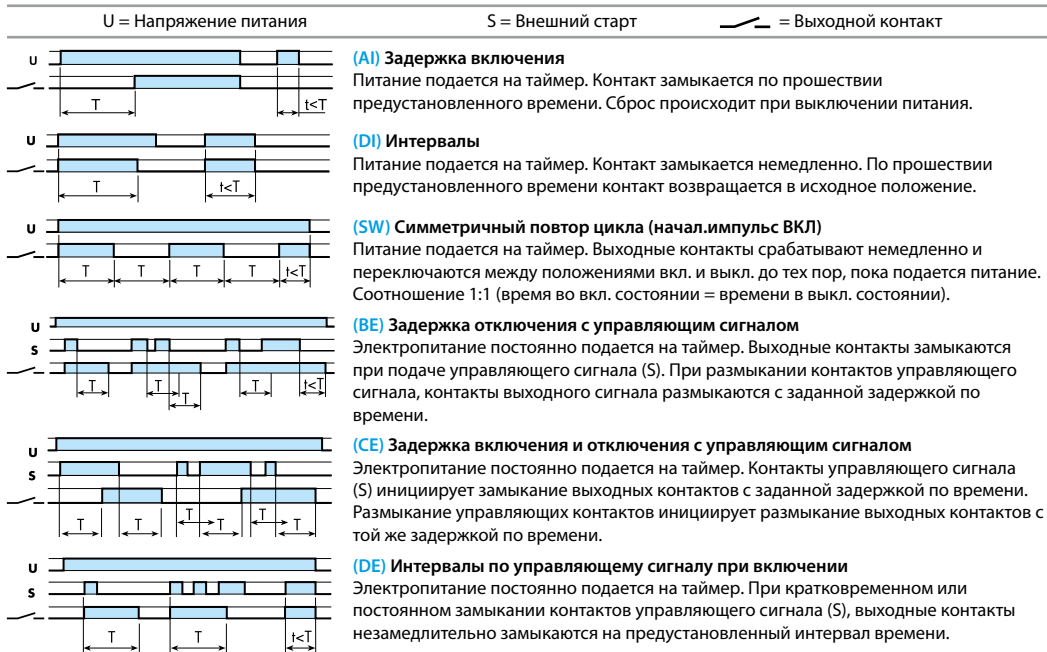 U = Напряжение питания
S = Внешний старт
= Выходной контакт
U
T
t<T
(AI) Задержка включения
Питание подается на таймер. Контакт замыкается по прошествии
предустановленного времени. Сброс происходит при выключении питания.
U
T
t<T
(DI) Интервалы
Питание подается на таймер. Контакт замыкается немедленно. По прошествии
предустановленного времени контакт возвращается в исходное положение.
U
T T T T t<T
(SW) Симметричный повтор цикла (начал.импульс ВКЛ)
Питание подается на таймер. Выходные контакты срабатывают немедленно и
переключаются между положениями вкл. и выкл. до тех пор, пока подается питание.
Соотношение 1:1 (время во вкл. состоянии = времени в выкл. состоянии).
U
S
T T T t<T
T
(BE) Задержка отключения с управляющим сигналом
Электропитание постоянно подается на таймер. Выходные контакты замыкаются
при подаче управляющего сигнала (S). При размыкании контактов управляющего
сигнала, контакты выходного сигнала размыкаются с заданной задержкой по
времени.
U
S
T T
T T T T
(CE) Задержка включения и отключения с управляющим сигналом
Электропитание постоянно подается на таймер. Контакты управляющего сигнала
(S) инициирует замыкание выходных контактов с заданной задержкой по времени.
Размыкание управляющих контактов инициирует размыкание выходных контактов с
той же задержкой по времени.
U
S
T T t<T
(DE) Интервалы по управляющему сигналу при включении
Электропитание постоянно подается на таймер. При кратковременном или
постоянном замыкании контактов управляющего сигнала (S), выходные контакты
незамедлительно замыкаются на предустановленный интервал времени.